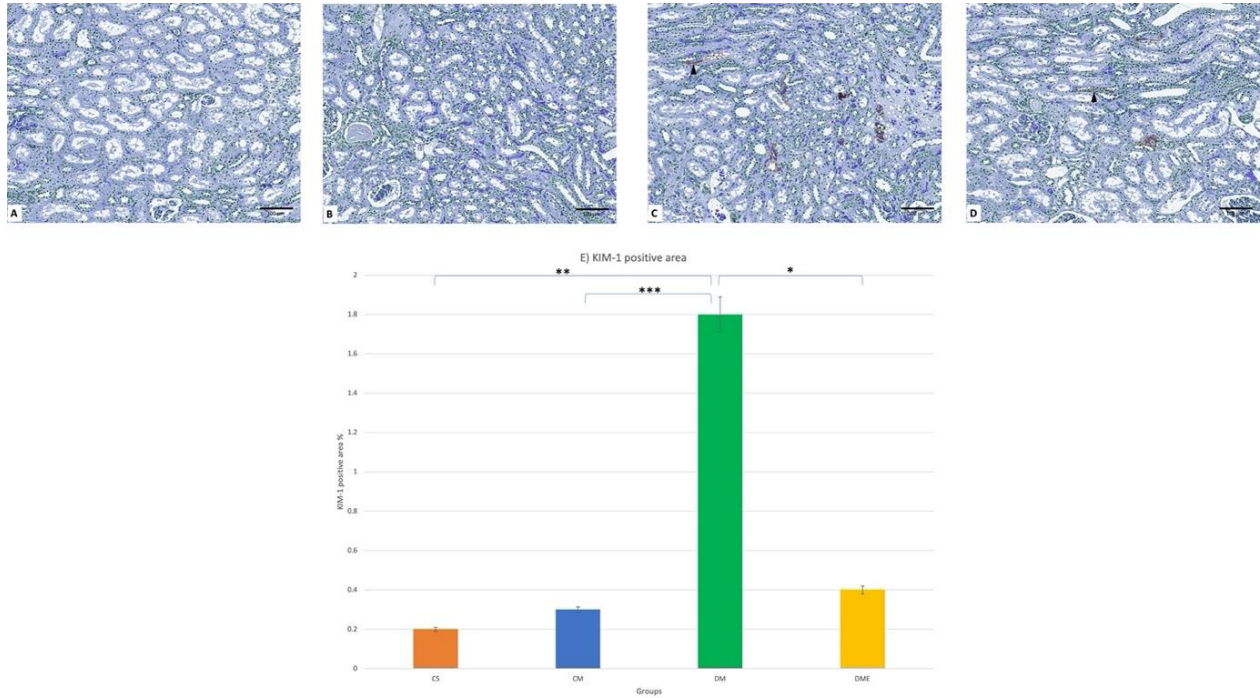 A
B
C
D
E) KIM-1 positive area
**
*
***
KIM-1 positive area %
2
1.8
1.6
1.4
1.2
1
0.8
0.6
0.4
0.2
0
CS
CM
DM
DME
Groups